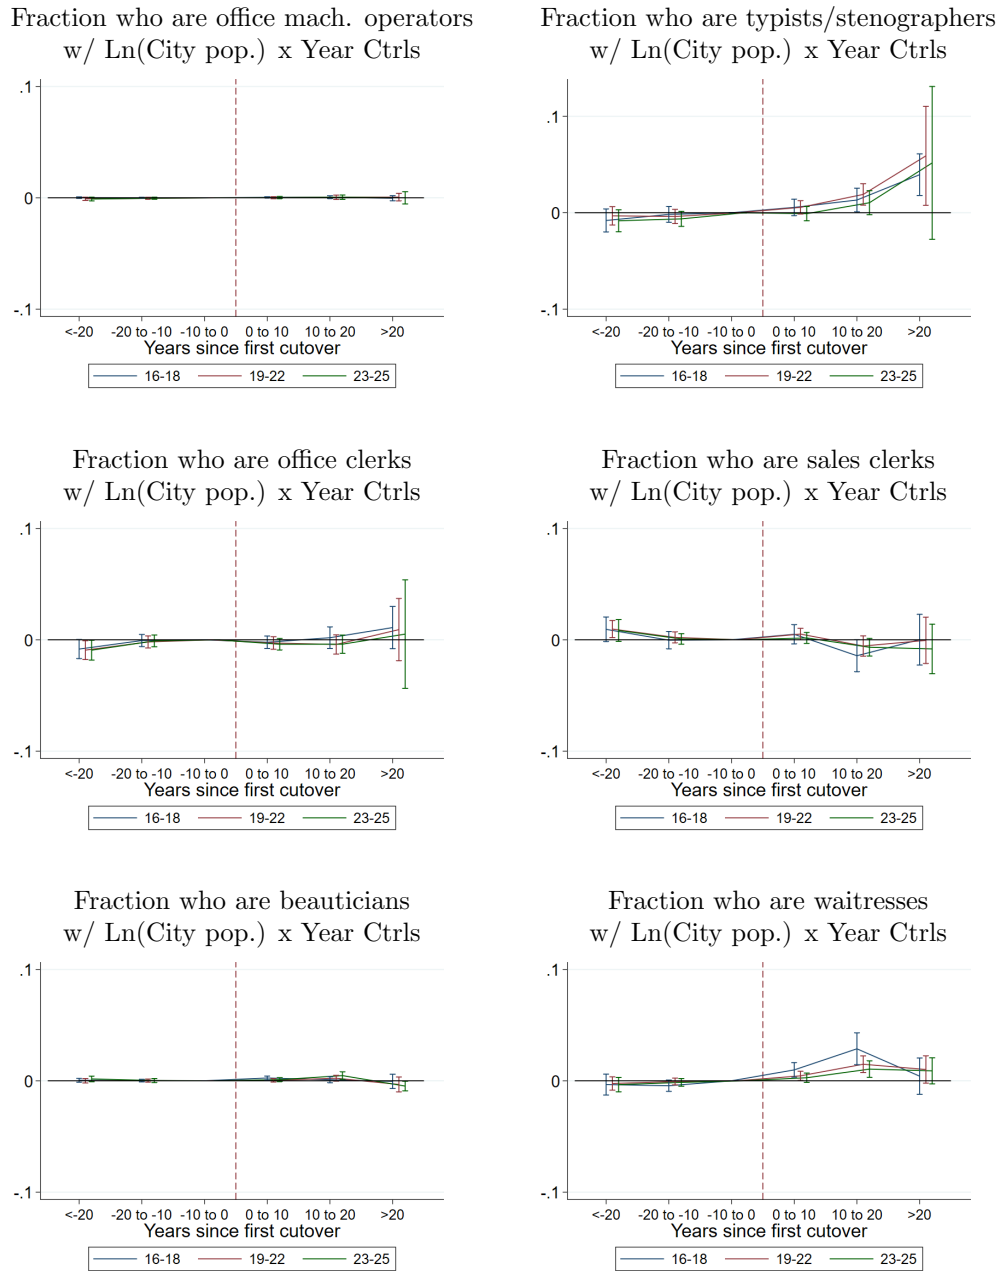 Fraction who are office mach. operators
w/ Ln(City pop.) x Year Ctrls
.1
0
-.1
<-20 -20 to -10 -10 to 0 0 to 10 10 to 20 >20
Years since first cutover
16-18 19-22 23-25
Fraction who are typists/stenographers
w/ Ln(City pop.) x Year Ctrls
.1
0
-.1
<-20 -20 to -10 -10 to 0 0 to 10 10 to 20 >20
Years since first cutover
16-18 19-22 23-25
Fraction who are office clerks
w/ Ln(City pop.) x Year Ctrls
.1
0
-.1
<-20 -20 to -10 -10 to 0 0 to 10 10 to 20 >20
Years since first cutover
16-18 19-22 23-25
Fraction who are sales clerks
w/ Ln(City pop.) x Year Ctrls
.1
0
-.1
<-20 -20 to -10 -10 to 0 0 to 10 10 to 20 >20
Years since first cutover
16-18 19-22 23-25
Fraction who are beauticians
w/ Ln(City pop.) x Year Ctrls
.1
0
-.1
<-20 -20 to -10 -10 to 0 0 to 10 10 to 20 >20
Years since first cutover
16-18 19-22 23-25
Fraction who are waitresses
w/ Ln(City pop.) x Year Ctrls
.1
0
-.1
<-20 -20 to -10 -10 to 0 0 to 10 10 to 20 >20
Years since first cutover
16-18 19-22 23-25